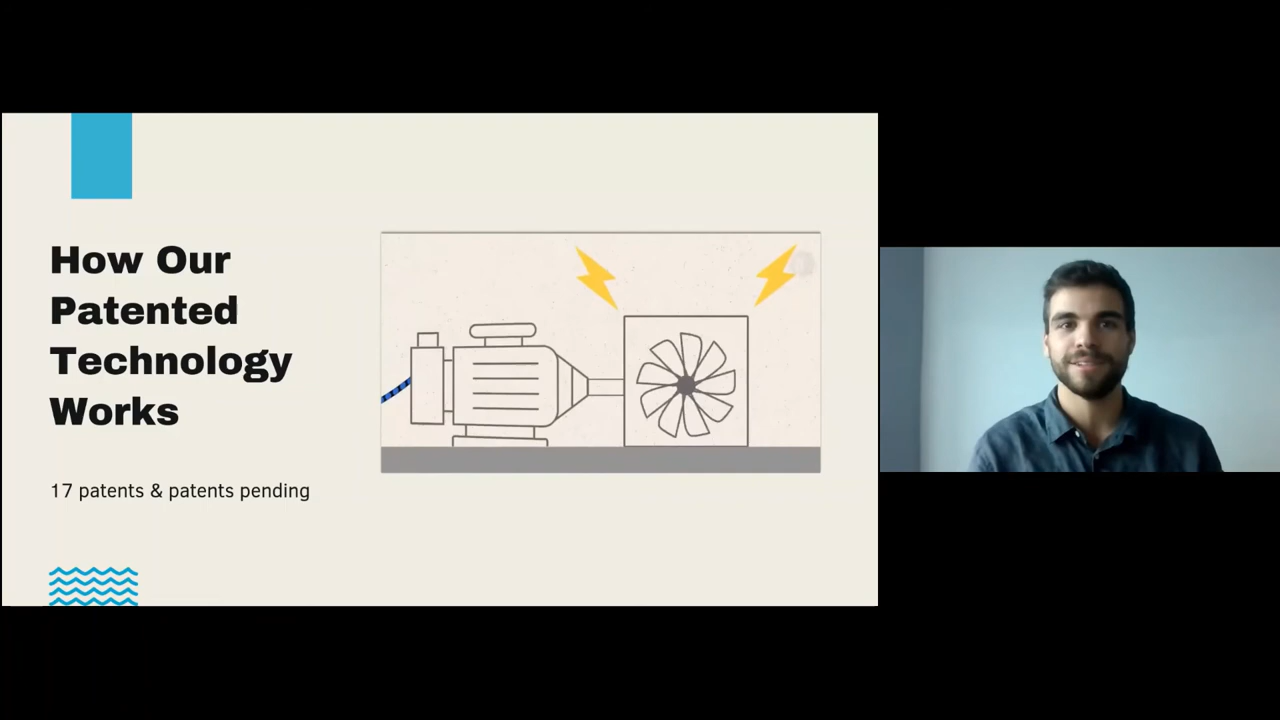 How Our
Patented
Technology
Works
17 patents & patents pending